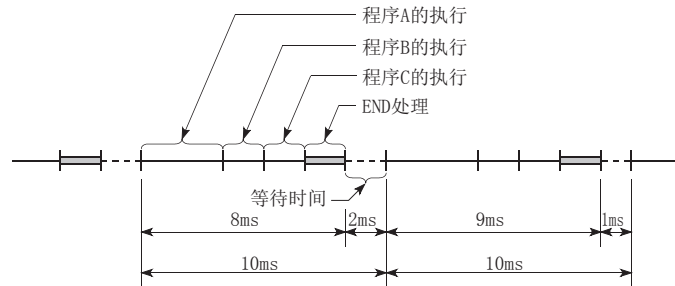 程序A的执行
程序B的执行
程序C的执行
END处理
等待时间
8ms
2ms
9ms
1ms
10ms
10ms